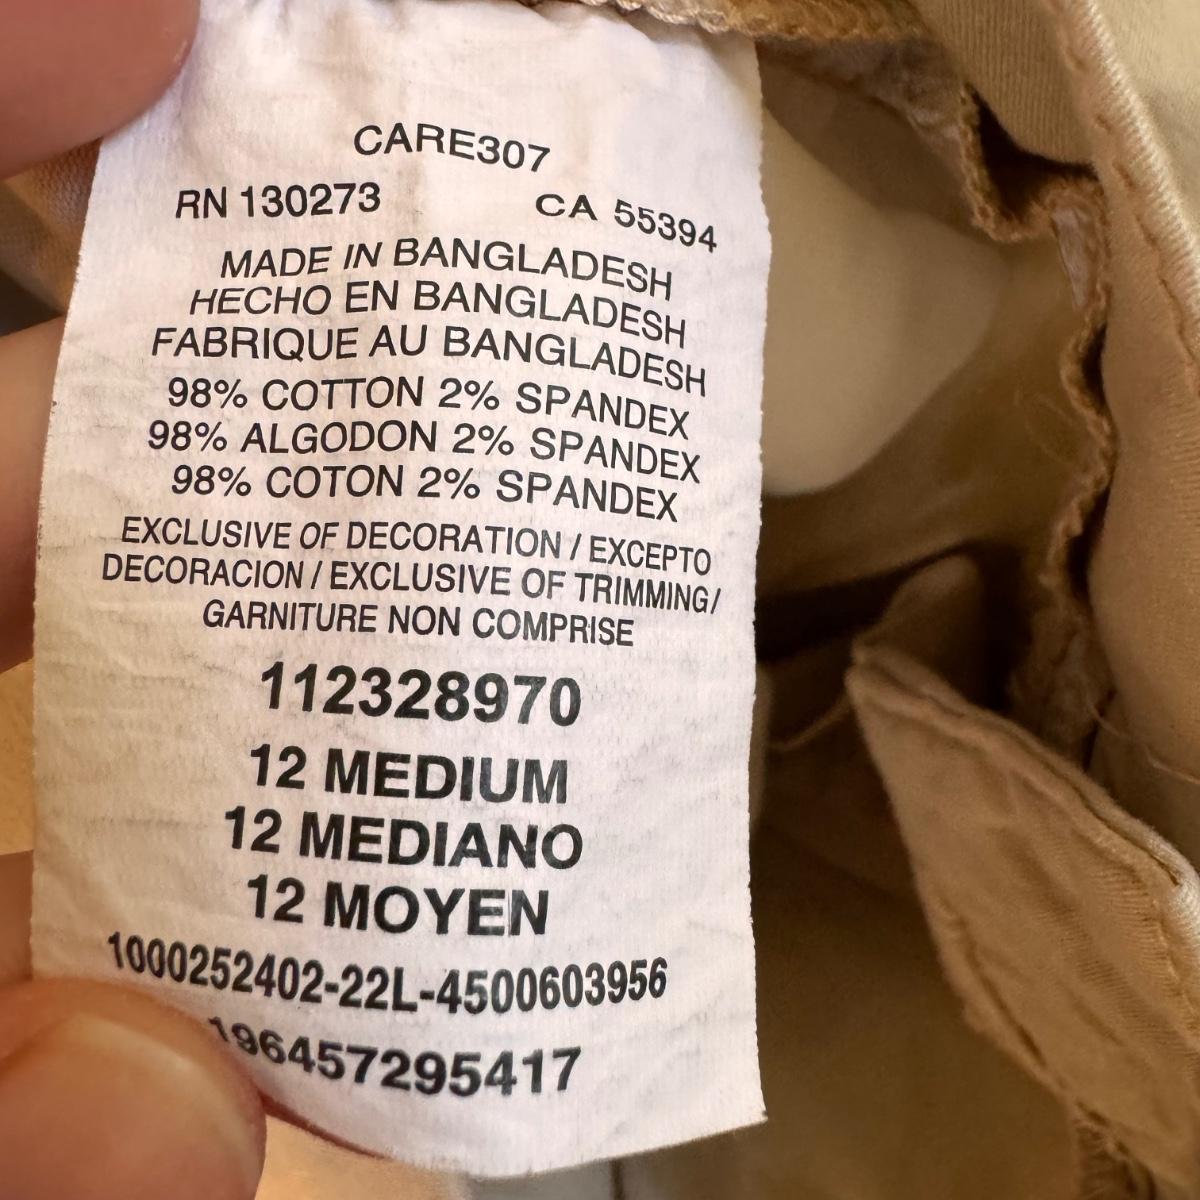 CARE307
RN 130273 CA 55394
MADE IN BANGLADESH
HECHO EN BANGLADESH
FABRIQUE AU BANGLADESH
98% COTTON 2% SPANDEX
98% ALGODON 2% SPANDEX
98% COTON 2% SPANDEX
EXCLUSIVE OF DECORATION / EXCEPTO
DECORACION / EXCLUSIVE OF TRIMMING/
GARNITURE NON COMPRISE
112328970
12 MEDIUM
12 MEDIANO
12 MOYEN
1000252402-22L-4500603956
196457295417